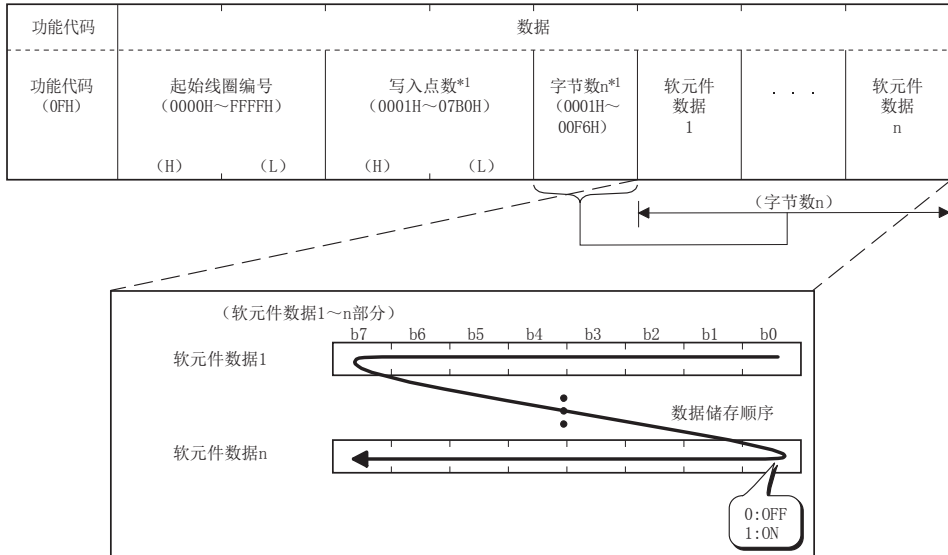 功能代码 数据
功能代码
(0FH)
起始线圈编号
(0000H～FFFFH)
(H) (L)
写入点数*1
(0001H～07B0H)
(H) (L)
字节数n*1
(0001H～
00F6H)
软元件
数据
1
· · ·
软元件
数据
n
(字节数n)
(软元件数据1～n部分)
b7 b6 b5 b4 b3 b2 b1 b0
软元件数据1
数据储存顺序
软元件数据n
0:OFF
1:ON